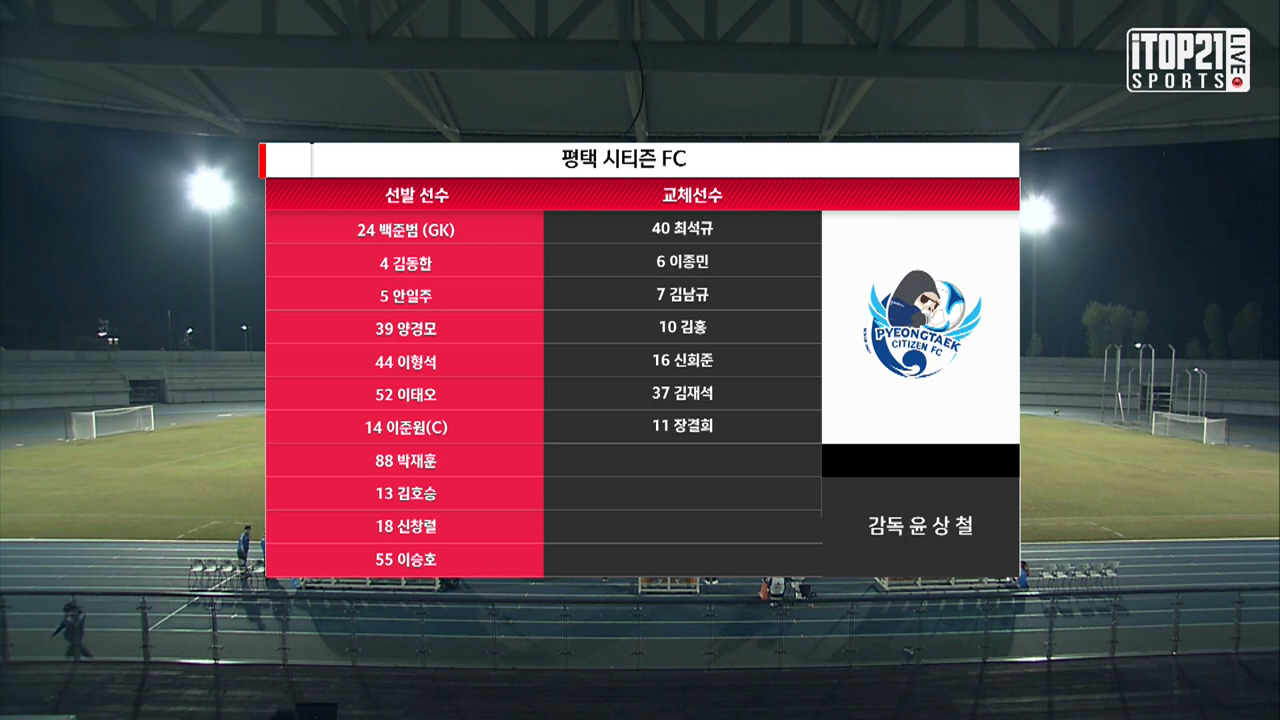 iTOP21
SPORTS
LIVE
평택 시티즌 FC
선발 선수
교체선수
24 백준범 (GK)
40 최석규
4 김동한
6 이종민
5 안일주
7 김남규
39 양경모
10 김홍
44 이형석
16 신희준
52 이태오
37 김재석
14 이준원(C)
11 장결희
88 박재훈
13 김호승
18 신창렬
55 이승호
PYEONGTAEK
CITIZEN FC
감독 윤 상 철